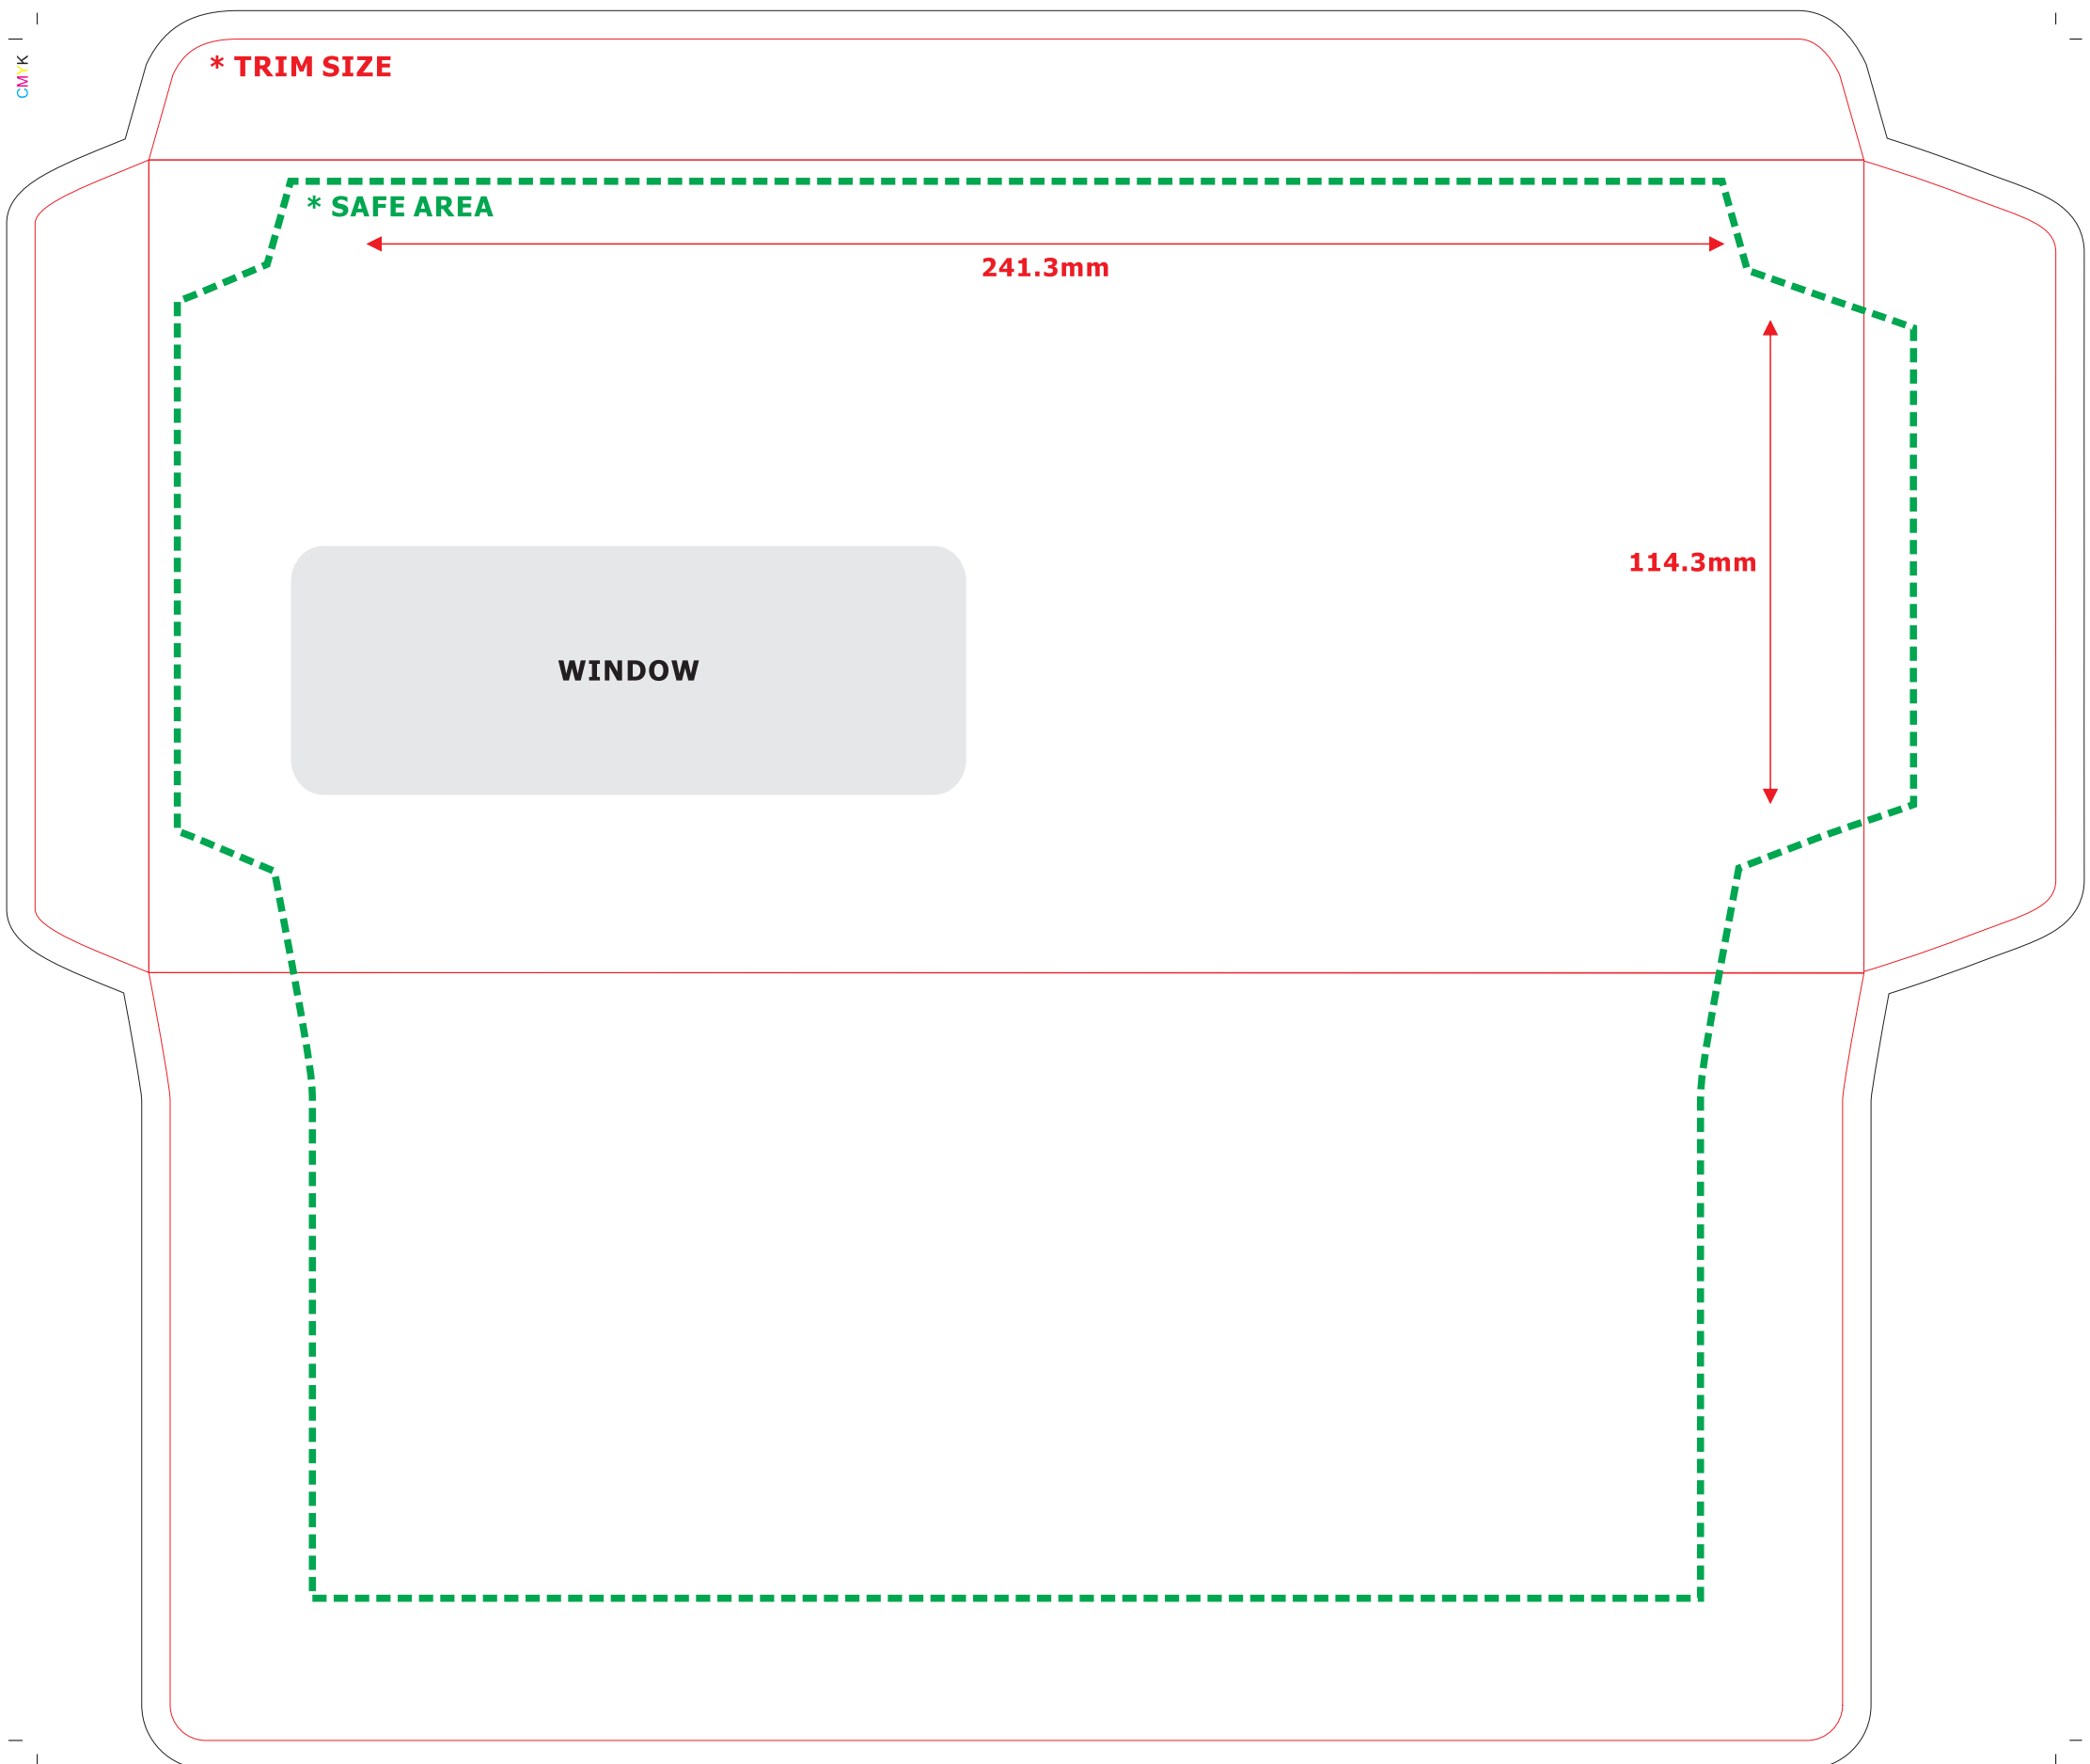 CMYK
* TRIM SIZE
* SAFE AREA
241.3mm
114.3mm
WINDOW